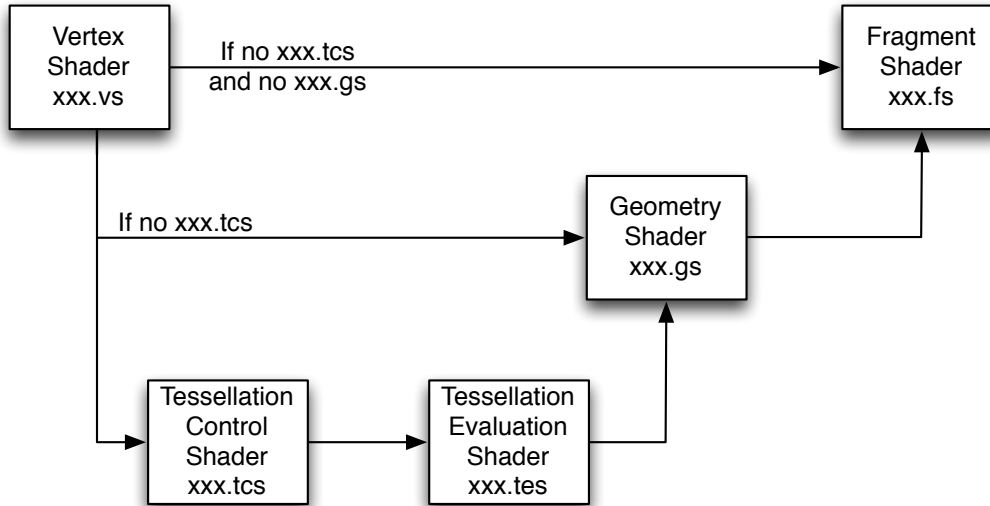 Vertex
Shader
xxx.vs
If no xxx.tcs
and no xxx.gs
Fragment
Shader
xxx.fs
If no xxx.tcs
Geometry
Shader
xxx.gs
Tessellation
Control
Shader
xxx.tcs
Tessellation
Evaluation
Shader
xxx.tes